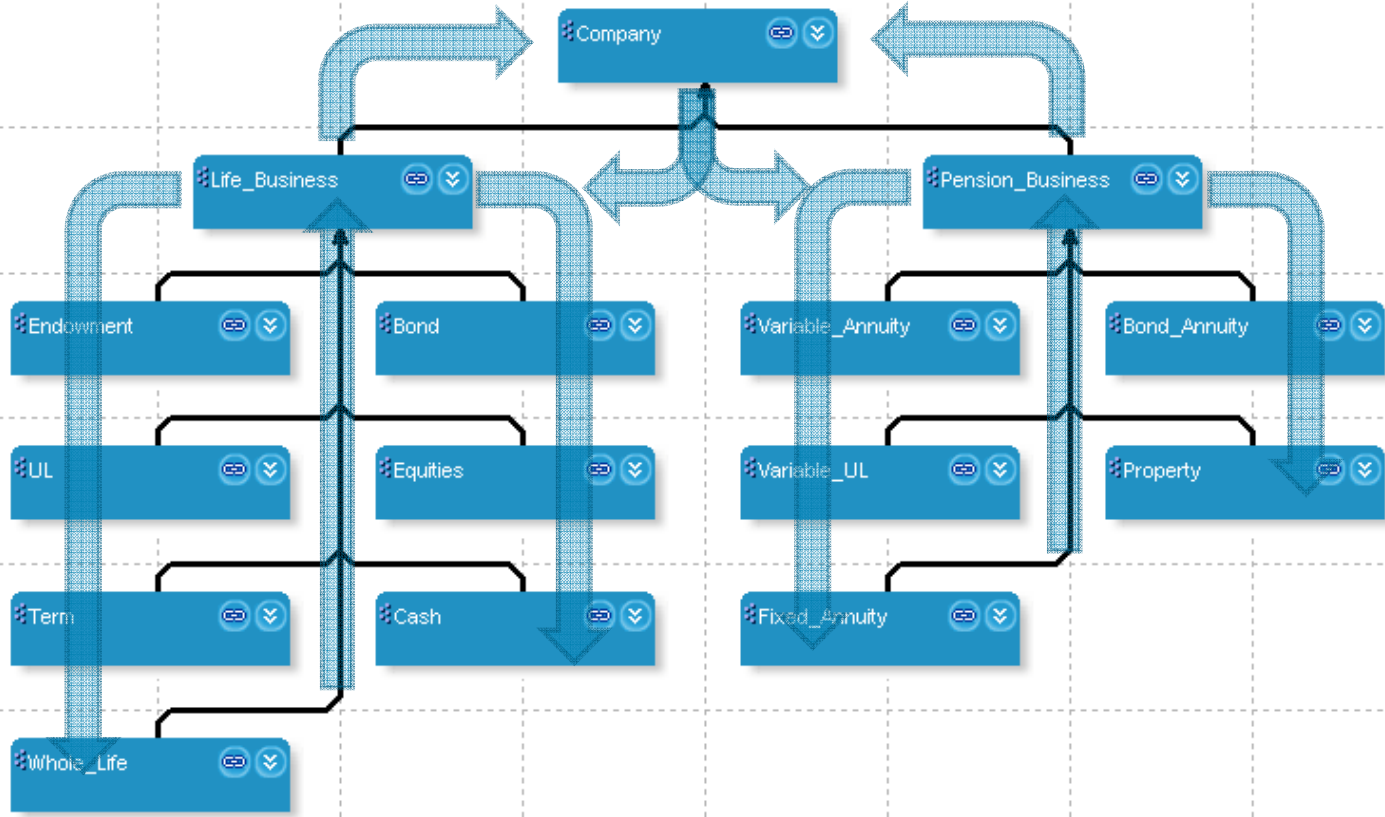 Company
Life_Business
Pension_Business
Endowment
Bond
Variable_Annuity
Bond_Annuity
UL
Equities
Variable_UL
Property
Term
Cash
Fixed_Annuity
Whole_Life